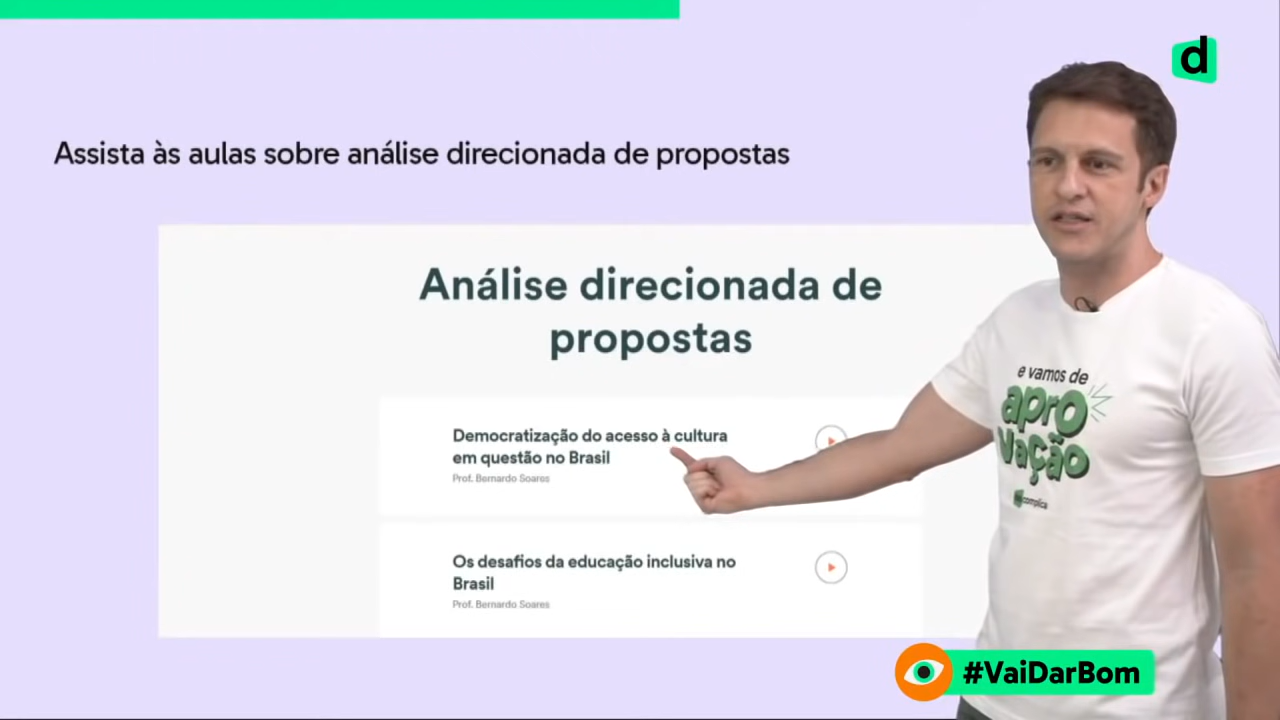 d
Assista às aulas sobre análise direcionada de propostas
Análise direcionada de
propostas
Democratização do acesso à cultura
em questão no Brasil
Prof. Bernardo Soares
Os desafios da educação inclusiva no
Brasil
Prof. Bernardo Soares
e vamos de
apro
vação
complica
#VaiDarBom